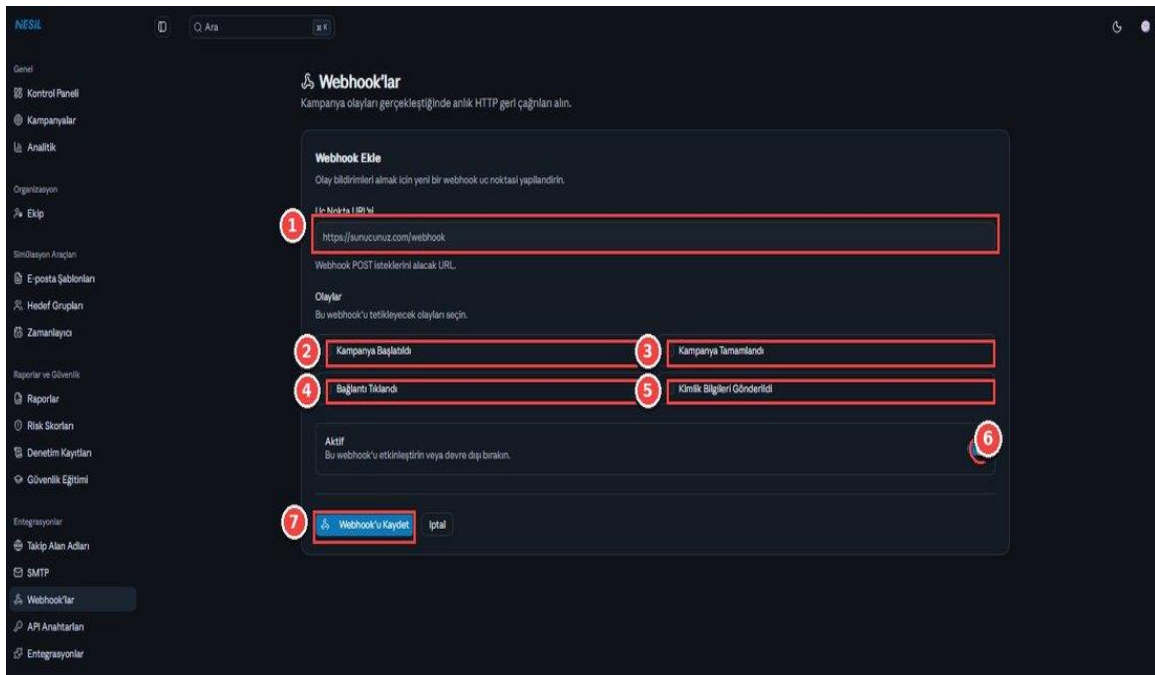 NESIL
Ara
⌘ K
Genel
Kontrol Paneli
Kampanyalar
Analitik
Organizasyon
Ekip
Simülasyon Araçları
E-posta Şablonları
Hedef Grupları
Zamanlayıcı
Raporlar ve Güvenlik
Raporlar
Risk Skorları
Denetim Kayıtları
Güvenlik Eğitimi
Entegrasyonlar
Takip Alan Adları
SMTP
Webhook'lar
API Anahtarları
Entegrasyonlar
Webhook'lar
Kampanya olayları gerçekleştiğinde anlık HTTP geri çağrıları alın.
Webhook Ekle
Olay bildirimleri almak icin yeni bir webhook uc noktasi yapilandirin.
Uc Nokta URL'si
1
https://sunucunuz.com/webhook
Webhook POST isteklerini alacak URL.
Olaylar
Bu webhook'u tetikleyecek olayları seçin.
2 Kampanya Başlatıldı
3 Kampanya Tamamlandı
4 Bağlantı Tıklandı
5 Kimlik Bilgileri Gönderildi
Aktif
6
Bu webhook'u etkinleştirin veya devre dışı bırakın.
7 Webhook'u Kaydet
Iptal